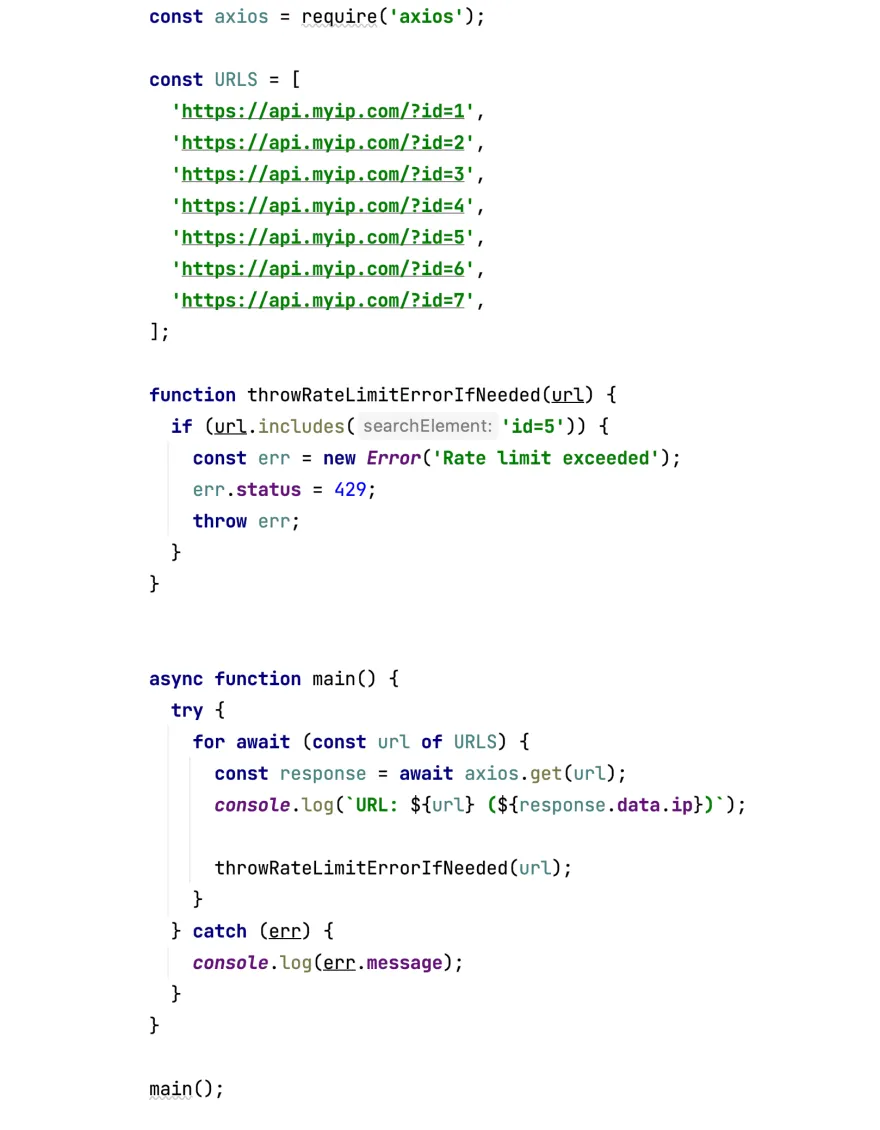 const axios = require('axios');
const URLS = [
'https://api.myip.com/?id=1',
'https://api.myip.com/?id=2',
'https://api.myip.com/?id=3',
'https://api.myip.com/?id=4',
'https://api.myip.com/?id=5',
'https://api.myip.com/?id=6',
'https://api.myip.com/?id=7',
];
function throwRateLimitErrorIfNeeded(url) {
if (url.includes( searchElement: 'id=5')) {
const err = new Error('Rate limit exceeded');
err.status = 429;
throw err;
}
}
async function main() {
try {
for await (const url of URLS) {
const response = await axios.get(url);
console.log(`URL: ${url} (${response.data.ip})`);
throwRateLimitErrorIfNeeded(url);
}
} catch (err) {
console.log(err.message);
}
}
main();